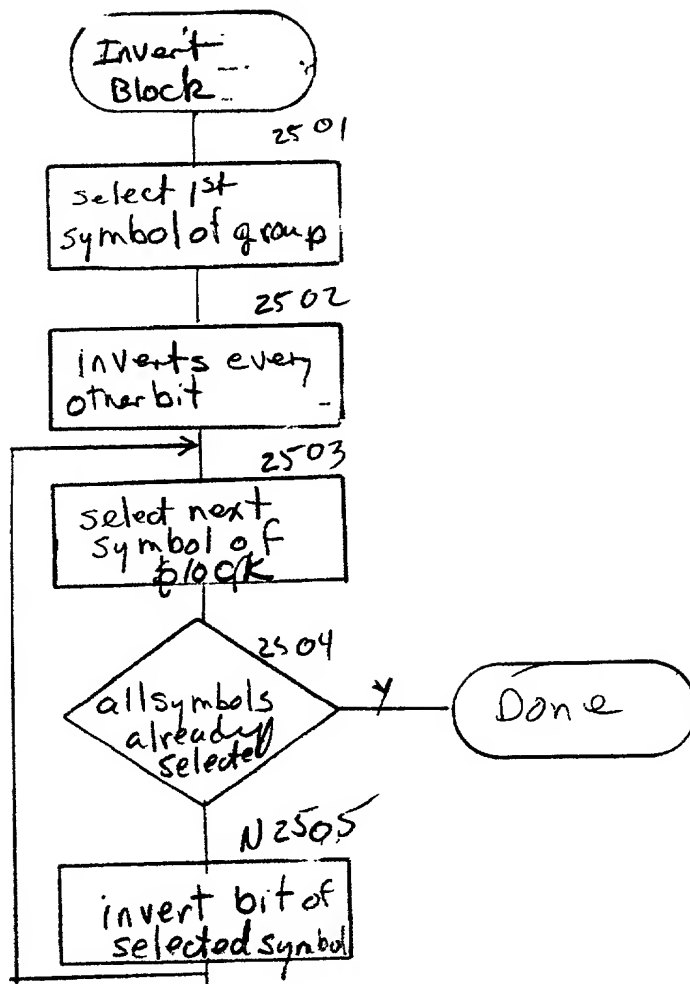 Invert
Block
2501
select 1st
symbol of group
2502
inverts every
other bit
2503
select next
symbol of
block
2504
all symbols
already
selected
Y
Done
N 2505
invert bit of
selected symbol